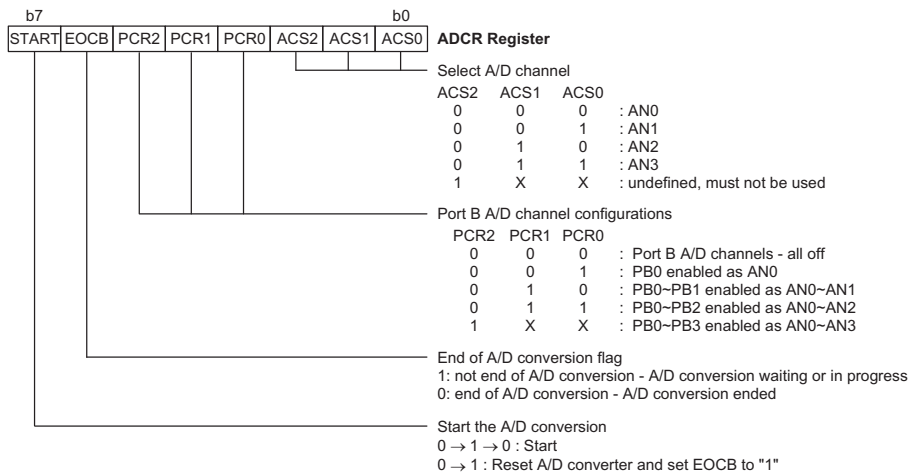 b7 b0
START EOCB PCR2 PCR1 PCR0 ACS2 ACS1 ACS0 ADCR Register
Select A/D channel
ACS2 ACS1 ACS0
0 0 0 : AN0
0 0 1 : AN1
0 1 0 : AN2
0 1 1 : AN3
1 X X : undefined, must not be used
Port B A/D channel configurations
PCR2 PCR1 PCR0
0 0 0 : Port B A/D channels - all off
0 0 1 : PB0 enabled as AN0
0 1 0 : PB0~PB1 enabled as AN0~AN1
0 1 1 : PB0~PB2 enabled as AN0~AN2
1 X X : PB0~PB3 enabled as AN0~AN3
End of A/D conversion flag
1: not end of A/D conversion - A/D conversion waiting or in progress
0: end of A/D conversion - A/D conversion ended
Start the A/D conversion
0 → 1 → 0 : Start
0 → 1 : Reset A/D converter and set EOCB to "1"